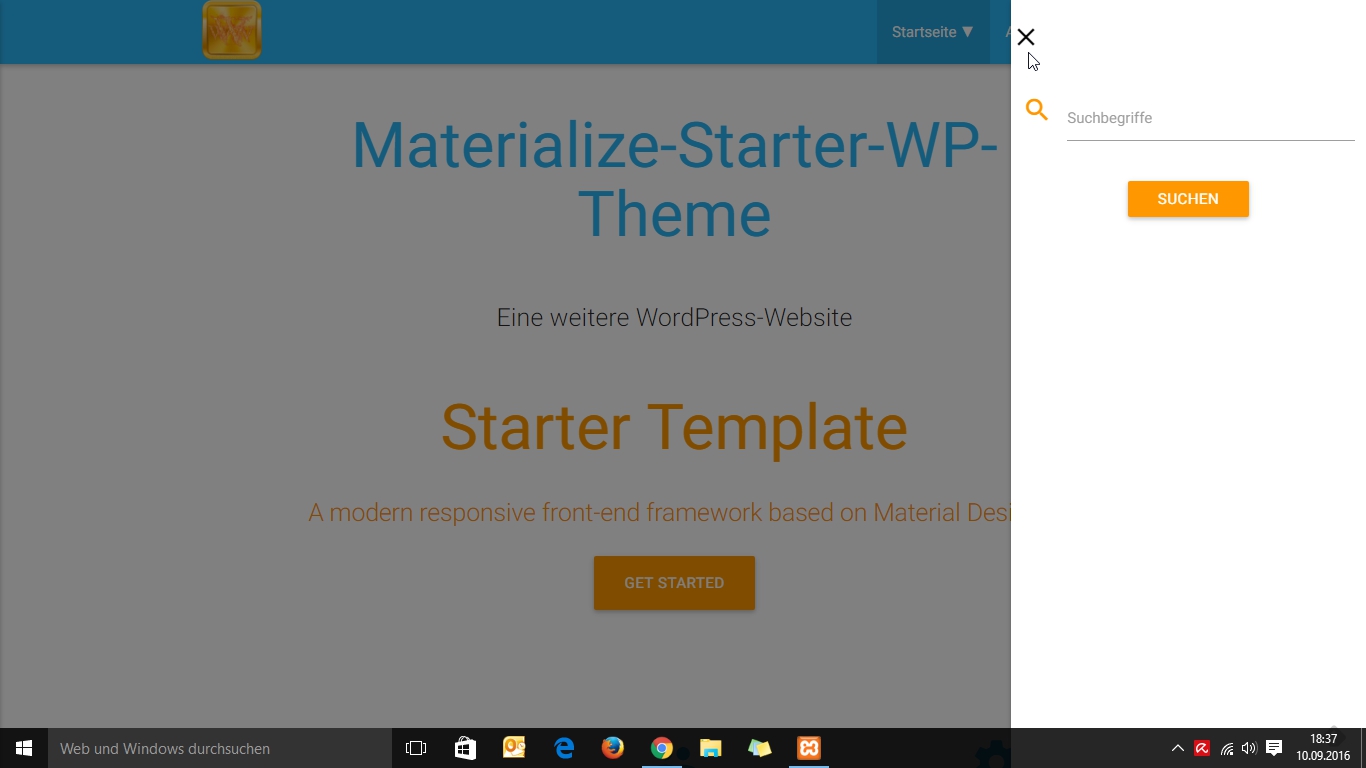 Startseite ▼
Suchbegriffe
SUCHEN
Materialize-Starter-WP-
Theme
Eine weitere WordPress-Website
Starter Template
A modern responsive front-end framework based on Material Desi
GET STARTED
Web und Windows durchsuchen
18:37
10.09.2016